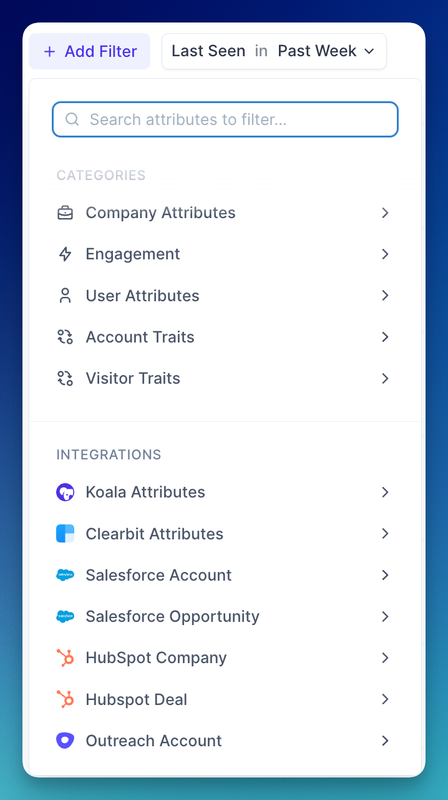 + Add Filter Last Seen in Past Week
Search attributes to filter...
CATEGORIES
Company Attributes
Engagement
User Attributes
Account Traits
Visitor Traits
INTEGRATIONS
Koala Attributes
Clearbit Attributes
Salesforce Account
Salesforce Opportunity
HubSpot Company
Hubspot Deal
Outreach Account